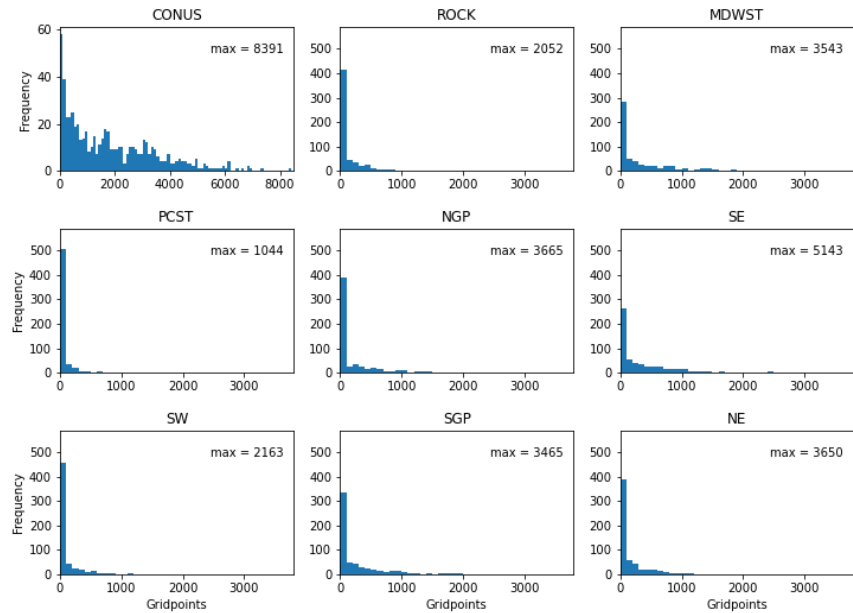 CONUS
ROCK
MDWST
60
40
20
0
Frequency
max = 8391
0 2000 4000 6000 8000
500
400
300
200
100
0
max = 2052
0 1000 2000 3000
500
400
300
200
100
0
max = 3543
0 1000 2000 3000
PCST
NGP
SE
500
400
300
200
100
0
Frequency
max = 1044
0 1000 2000 3000
500
400
300
200
100
0
max = 3665
0 1000 2000 3000
500
400
300
200
100
0
max = 5143
0 1000 2000 3000
SW
SGP
NE
500
400
300
200
100
0
Frequency
max = 2163
0 1000 2000 3000
Gridpoints
500
400
300
200
100
0
max = 3465
0 1000 2000 3000
Gridpoints
500
400
300
200
100
0
max = 3650
0 1000 2000 3000
Gridpoints